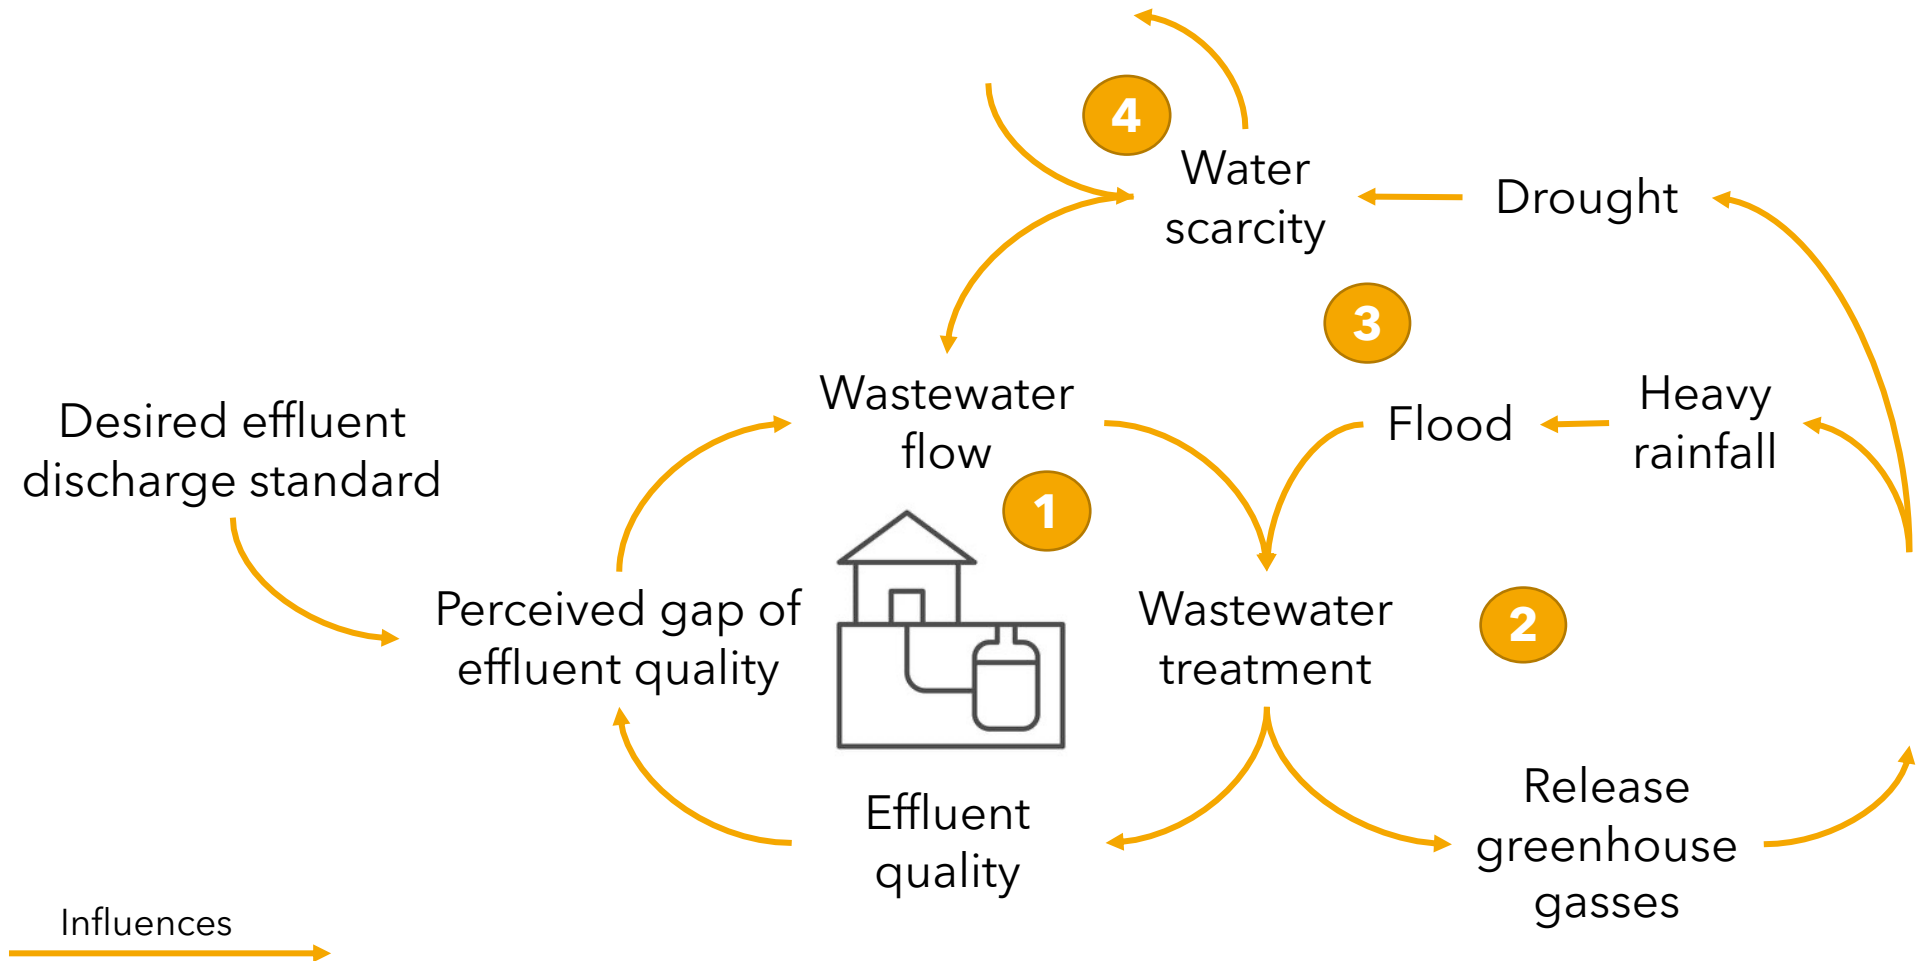 4
Water
scarcity
Drought
3
Wastewater
flow
Flood
Heavy
rainfall
Desired effluent
discharge standard
1
Perceived gap of
effluent quality
Wastewater
treatment
2
Effluent
quality
Release
greenhouse
gasses
Influences